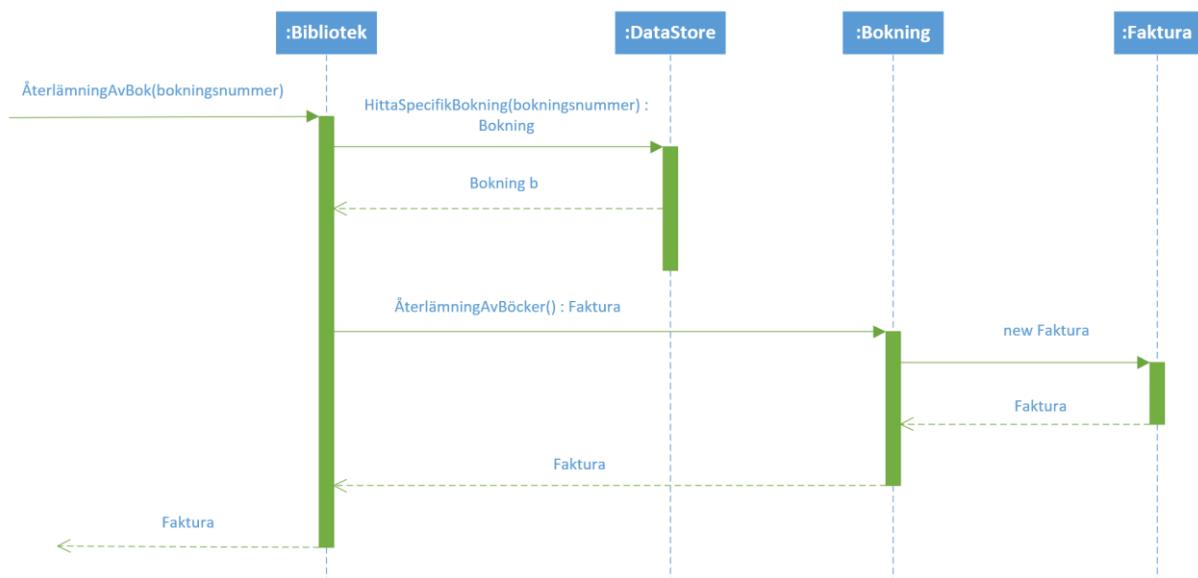 :Bibliotek
:DataStore
:Bokning
:Faktura
ÅterlämningAvBok(bokningsnummer)
HittaSpecifikBokning(bokningsnummer) :
Bokning
Bokning b
ÅterlämningAvBöcker() : Faktura
new Faktura
Faktura
Faktura
Faktura